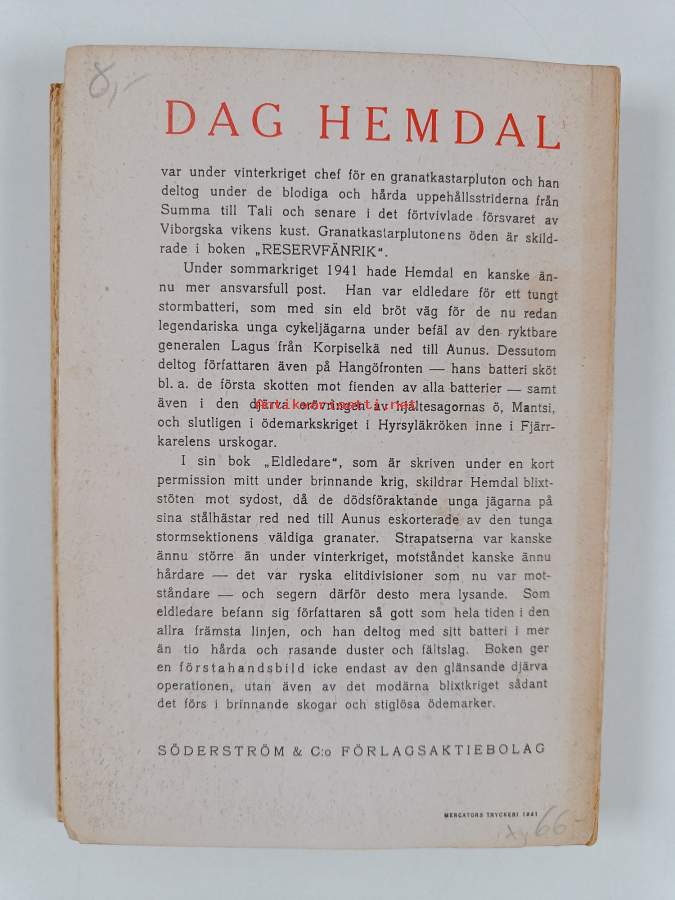 8,-
DAG HEMDAL
var under vinterkriget chef för en granatkastarpluton och han
deltog under de blodiga och hårda uppehållsstriderna från
Summa till Tali och senare i det förtvivlade försvaret av
Viborgska vikens kust. Granatkastarplutonens öden är skild-
rade i boken „RESERVFÄNRIK“.
Under sommarkriget 1941 hade Hemdal en kanske än-
nu mer ansvarsfull post. Han var eldledare för ett tungt
stormbatteri, som med sin eld bröt väg för de nu redan
legendariska unga cykeljägarna under befäl av den ryktbare
generalen Lagus från Korpiselkä ned till Aunus. Dessutom
deltog författaren även på Hangöfronten — hans batteri sköt
bl. a. de första skotten mot fienden av alla batterier — samt
även i den djärva erövringen av hjältesagornas ö, Mantsi,
och slutligen i ödemarkskriget i Hyrsyläkröken inne i Fjärr-
karelens urskogar.
I sin bok „Eldledare“, som är skriven under en kort
permission mitt under brinnande krig, skildrar Hemdal blixt-
stöten mot sydost, då de dödsföraktande unga jägarna på
sina stålhästar red ned till Aunus eskorterade av den tunga
stormsektionens väldiga granater. Strapatserna var kanske
ännu större än under vinterkriget, motståndet kanske ännu
hårdare — det var ryska elitdivisioner som nu var mot-
ståndare — och segern därför desto mera lysande. Som
eldledare befann sig författaren så gott som hela tiden i den
allra främsta linjen, och han deltog med sitt batteri i mer
än tio hårda och rasande duster och fältslag. Boken ger
en förstahandsbild icke endast av den glänsande djärva
operationen, utan även av det modärna blixtkriget sådant
det förs i brinnande skogar och stiglösa ödemarker.
SÖDERSTRÖM & C:o FÖRLAGSAKTIEBOLAG
MERCATORS TRYCKERI 1941
66-